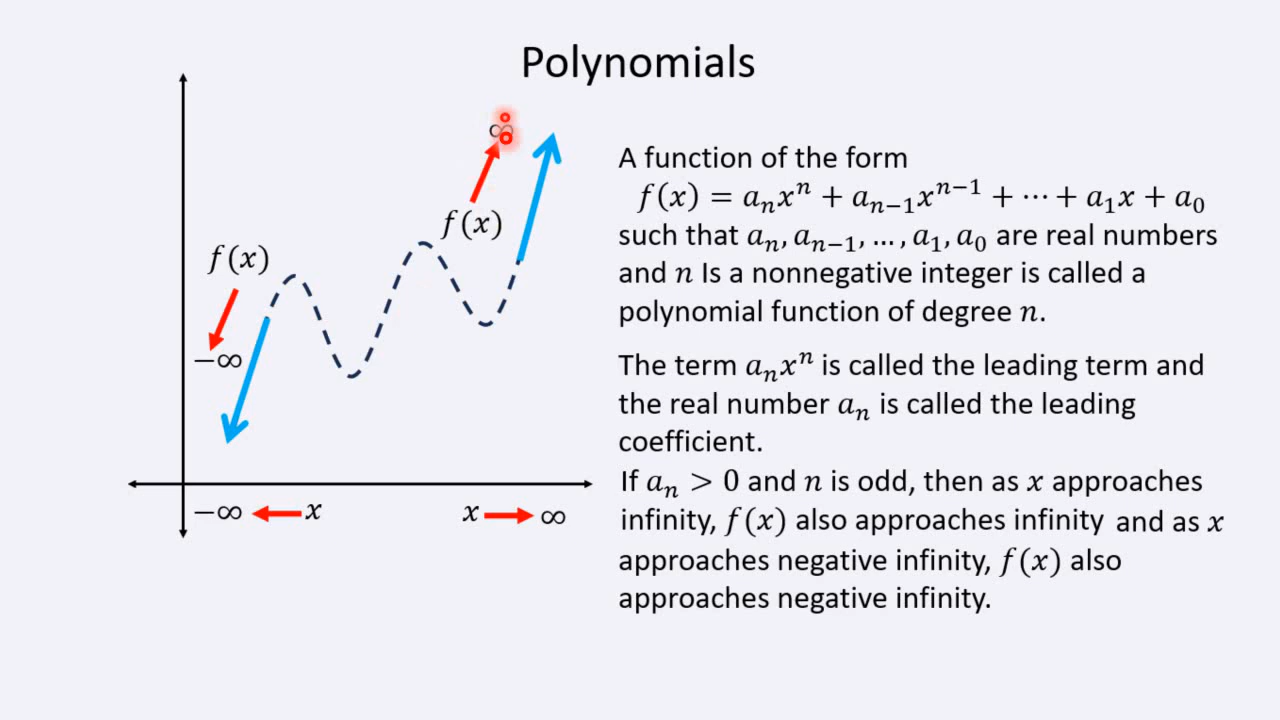 Polynomials
∞
f(x)
f(x)
−∞
−∞ x
x ∞
A function of the form
f(x) = aₙxⁿ + aₙ₋₁xⁿ⁻¹ + ⋯ + a₁x + a₀
such that aₙ, aₙ₋₁, … , a₁, a₀ are real numbers
and n Is a nonnegative integer is called a
polynomial function of degree n.
The term aₙxⁿ is called the leading term and
the real number aₙ is called the leading
coefficient.
If aₙ > 0 and n is odd, then as x approaches
infinity, f(x) also approaches infinity and as x
approaches negative infinity, f(x) also
approaches negative infinity.